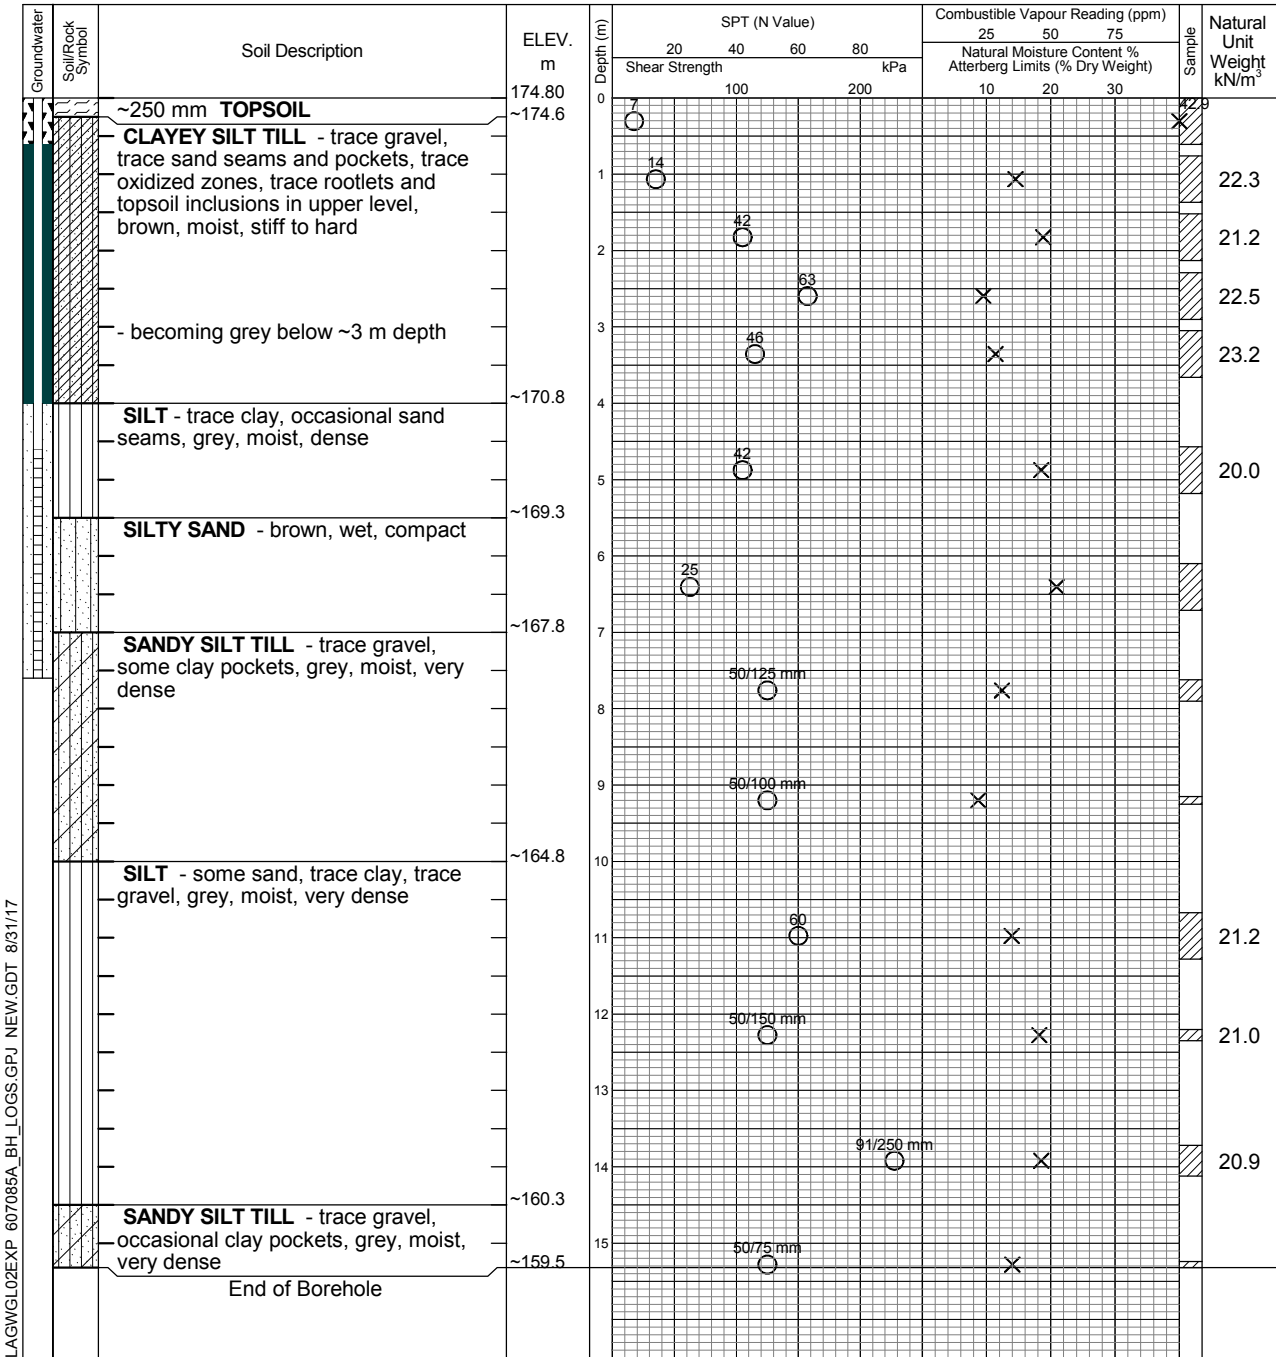 Groundwater
Soil/Rock
Symbol
Soil Description
ELEV.
m
Depth (m)
SPT (N Value)
20 40 60 80
Shear Strength kPa
100 200
Combustible Vapour Reading (ppm)
25 50 75
Natural Moisture Content %
Atterberg Limits (% Dry Weight)
10 20 30
Sample
Natural
Unit
Weight
kN/m3
174.80
0
7
42.9
~250 mm TOPSOIL
~174.6
CLAYEY SILT TILL - trace gravel,
trace sand seams and pockets, trace
oxidized zones, trace rootlets and
topsoil inclusions in upper level,
brown, moist, stiff to hard
14
1
22.3
42
21.2
2
63
22.5
- becoming grey below ~3 m depth
3
46
23.2
~170.8
4
SILT - trace clay, occasional sand
seams, grey, moist, dense
42
20.0
5
~169.3
SILTY SAND - brown, wet, compact
6
25
~167.8
7
SANDY SILT TILL - trace gravel,
some clay pockets, grey, moist, very
dense
50/125 mm
8
9
50/100 mm
~164.8
10
SILT - some sand, trace clay, trace
gravel, grey, moist, very dense
60
11
21.2
12
50/150 mm
21.0
13
91/250 mm
14
20.9
~160.3
SANDY SILT TILL - trace gravel,
occasional clay pockets, grey, moist,
very dense
15
50/75 mm
~159.5
End of Borehole
LAGWGL02EXP 607085A_BH_LOGS.GPJ NEW.GDT 8/31/17